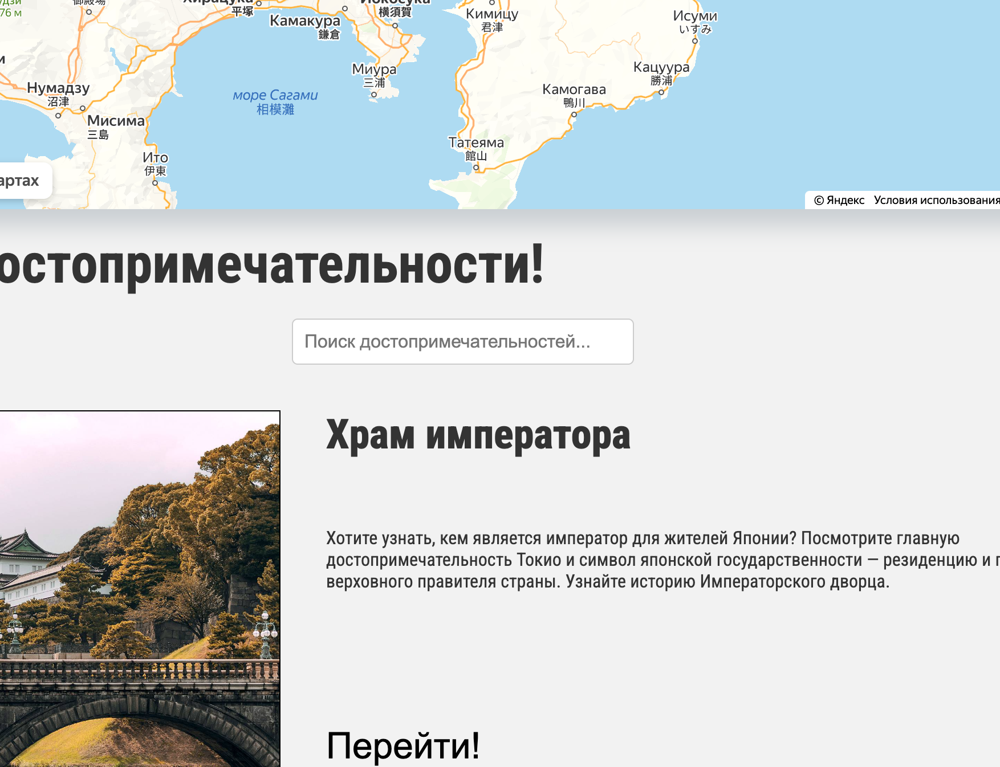 76 м
御殿場
平塚
Камакура
鎌倉
横須賀
Кимицу
君津
Исуми
いすみ
Миура
三浦
Кацуура
勝浦
Нумадзу
沼津
море Сагами
相模灘
Камогава
鴨川
Мисима
三島
Татеяма
館山
Ито
伊東
артах
© Яндекс Условия использования
остопримечательности!
Поиск достопримечательностей...
Храм императора
Хотите узнать, кем является император для жителей Японии? Посмотрите главную
достопримечательность Токио и символ японской государственности — резиденцию и
верховного правителя страны. Узнайте историю Императорского дворца.
Перейти!